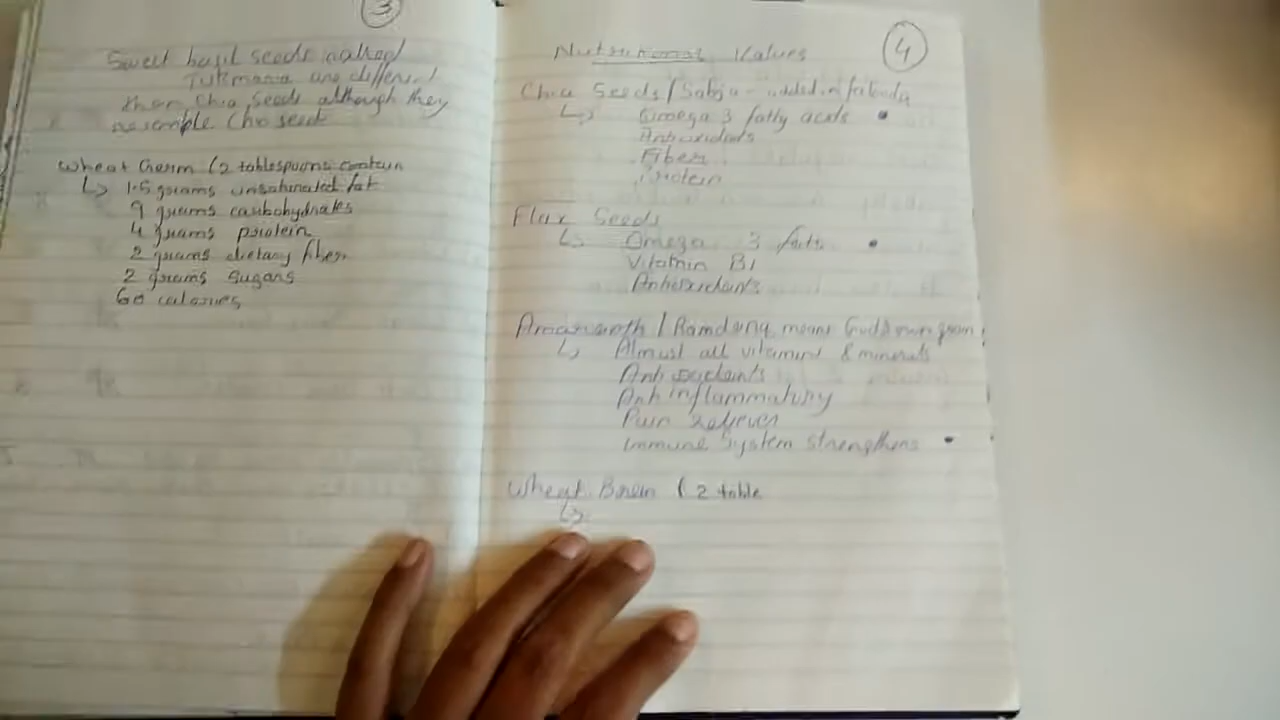 3
Sweet basil seeds called
Tukmaria are different
than chia seeds although they
resemble Chia seed
Wheat Germ (2 tablespoons contain
↳ 1.5 grams unsaturated fat
9 grams carbohydrates
4 grams protein
2 grams dietary fiber
2 grams sugars
60 calories
4
Nutritional Values
Chia Seeds/Sabja - added in falooda
↳ Omega 3 fatty acids
Antioxidants
Fiber
Protein
Flax Seeds
↳ Omega 3 fats
Vitamin B1
Antioxidants
Amaranth / Ramdana means God's own grain
↳ Almost all vitamins & minerals
Antioxidants
Anti inflammatory
Pain reliever
Immune System strengthens
Wheat (2 table
↳